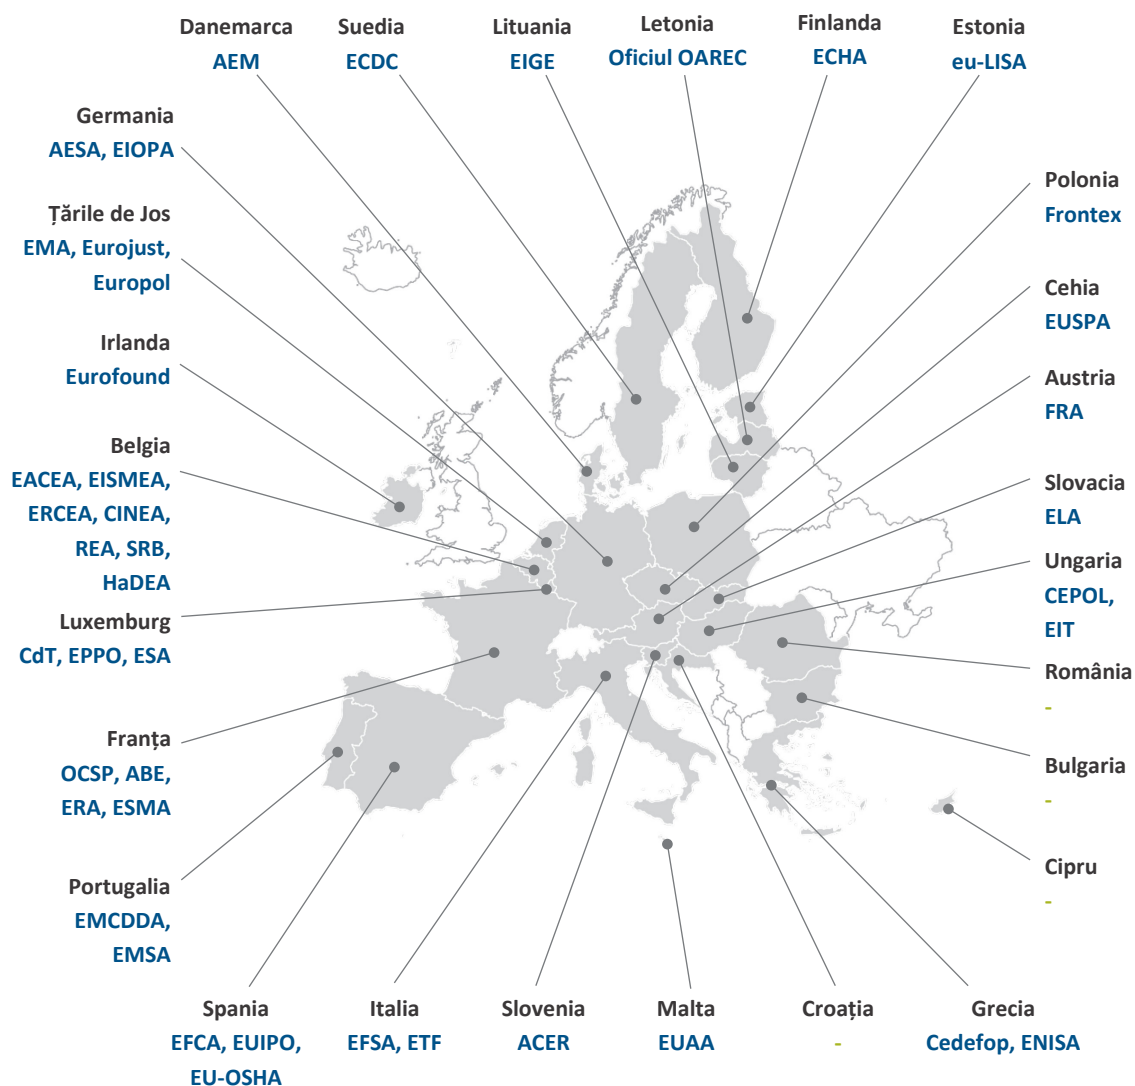 Danemarca
AEM
Suedia
ECDC
Lituania
EIGE
Letonia
Oficiul OAREC
Finlanda
ECHA
Estonia
eu-LISA
Germania
AESA, EIOPA
Țările de Jos
EMA, Eurojust,
Europol
Irlanda
Eurofound
Belgia
EACEA, EISMEA,
ERCEA, CINEA,
REA, SRB,
HaDEA
Luxemburg
CdT, EPPO, ESA
Franța
OCSP, ABE,
ERA, ESMA
Portugalia
EMCDDA,
EMSA
Polonia
Frontex
Cehia
EUSPA
Austria
FRA
Slovacia
ELA
Ungaria
CEPOL,
EIT
România
-
Bulgaria
-
Cipru
-
Spania
EFCA, EUIPO,
EU-OSHA
Italia
EFSA, ETF
Slovenia
ACER
Malta
EUAA
Croația
-
Grecia
Cedefop, ENISA